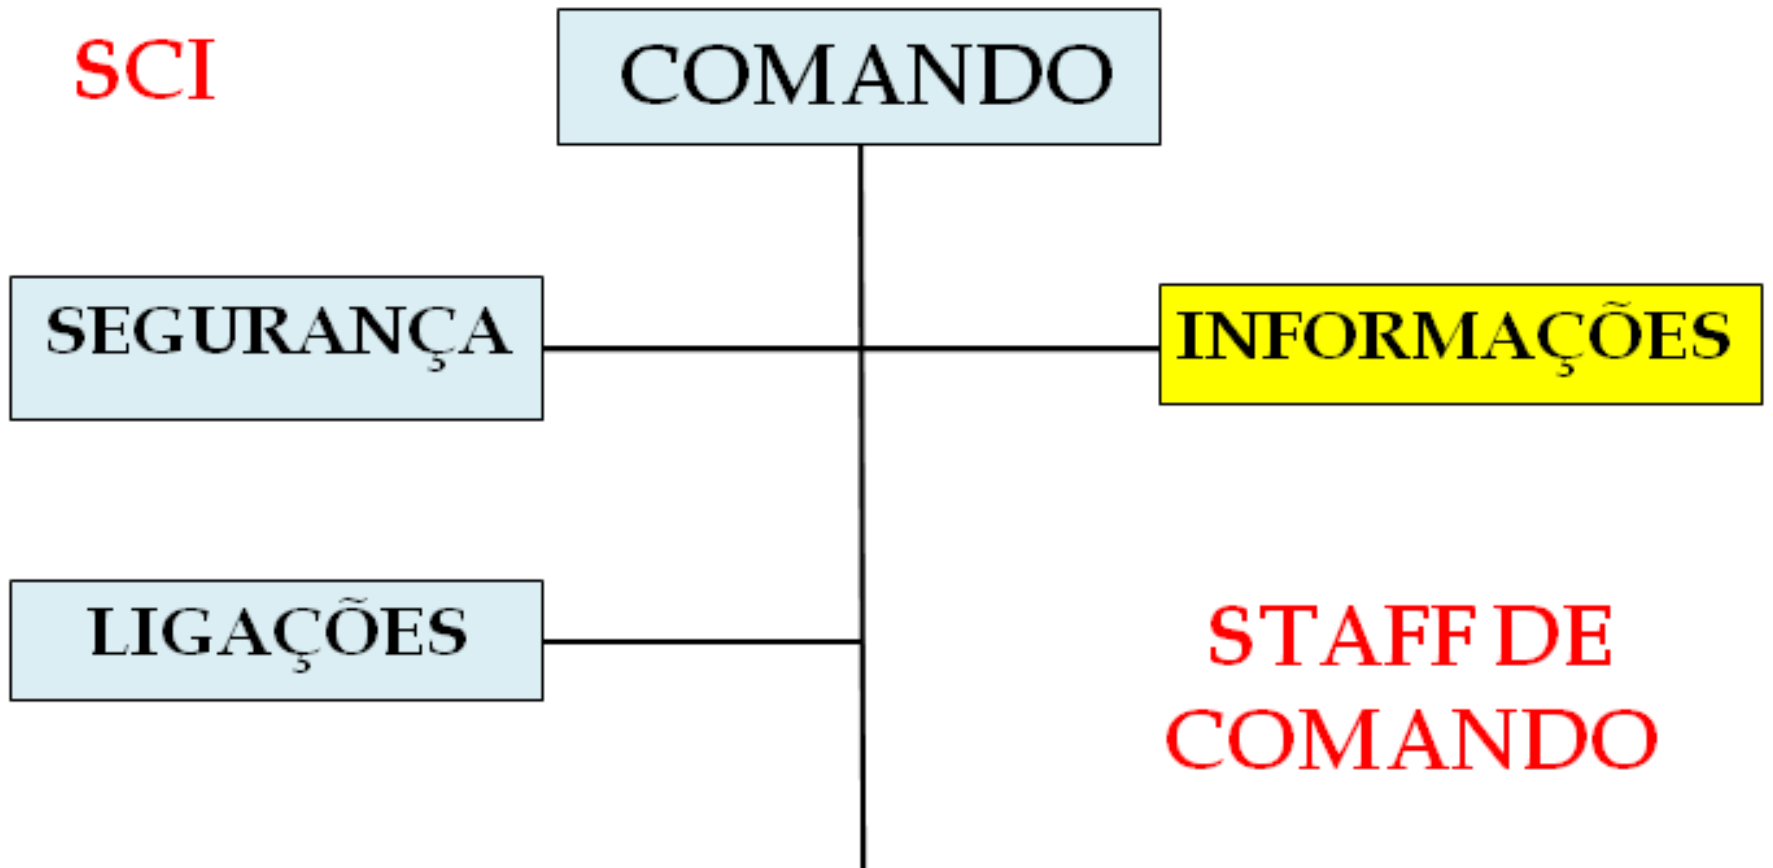 SCI
COMANDO
SEGURANÇA
INFORMAÇÕES
LIGAÇÕES
STAFF DE
COMANDO